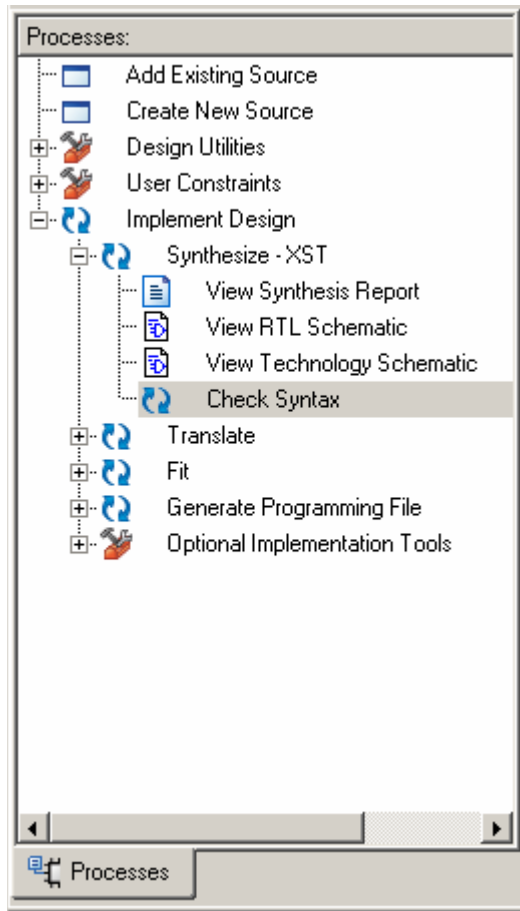 Processes:
Add Existing Source
Create New Source
Design Utilities
User Constraints
Implement Design
Synthesize - XST
View Synthesis Report
View RTL Schematic
View Technology Schematic
Check Syntax
Translate
Fit
Generate Programming File
Optional Implementation Tools
Processes